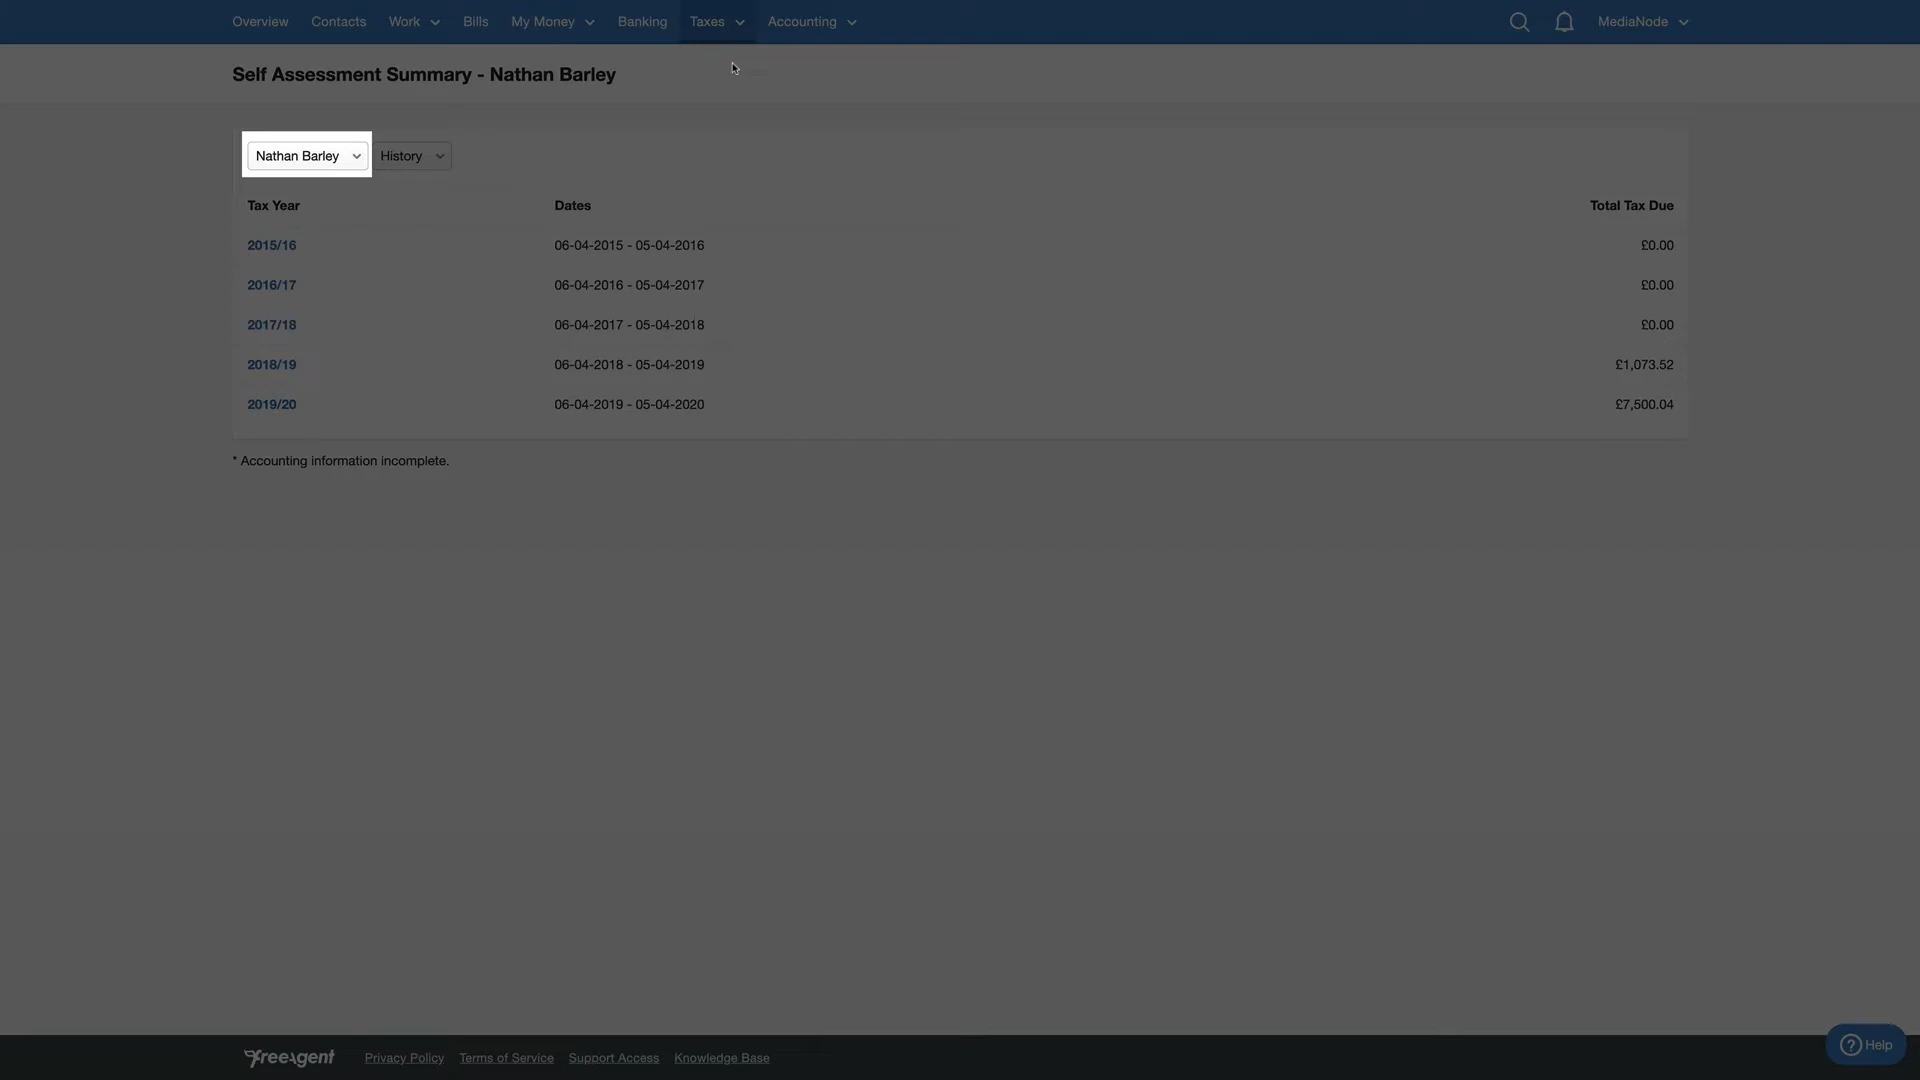 Overview Contacts Work Bills My Money Banking Taxes Accounting MediaNode
Self Assessment Summary - Nathan Barley
Nathan Barley History
Tax Year Dates Total Tax Due
2015/16 06-04-2015 - 05-04-2016 £0.00
2016/17 06-04-2016 - 05-04-2017 £0.00
2017/18 06-04-2017 - 05-04-2018 £0.00
2018/19 06-04-2018 - 05-04-2019 £1,073.52
2019/20 06-04-2019 - 05-04-2020 £7,500.04
* Accounting information incomplete.
FreeAgent Privacy Policy Terms of Service Support Access Knowledge Base
? Help